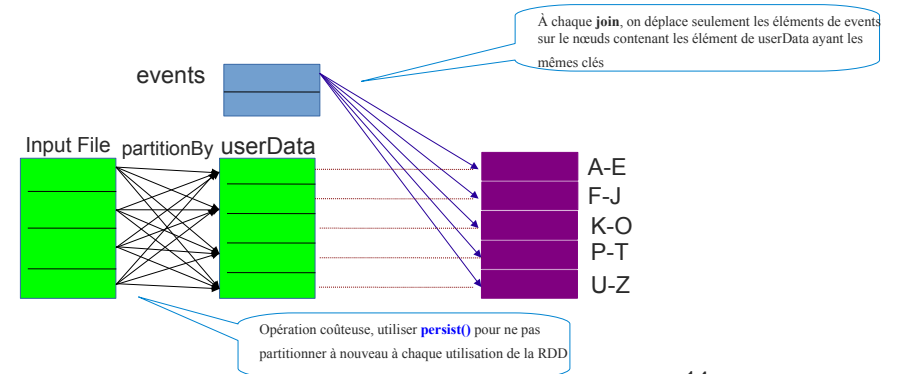 À chaque join, on déplace seulement les éléments de events
sur le nœuds contenant les élément de userData ayant les
mêmes clés
events
Input File
partitionBy
userData
A-E
F-J
K-O
P-T
U-Z
Opération coûteuse, utiliser persist() pour ne pas
partitionner à nouveau à chaque utilisation de la RDD